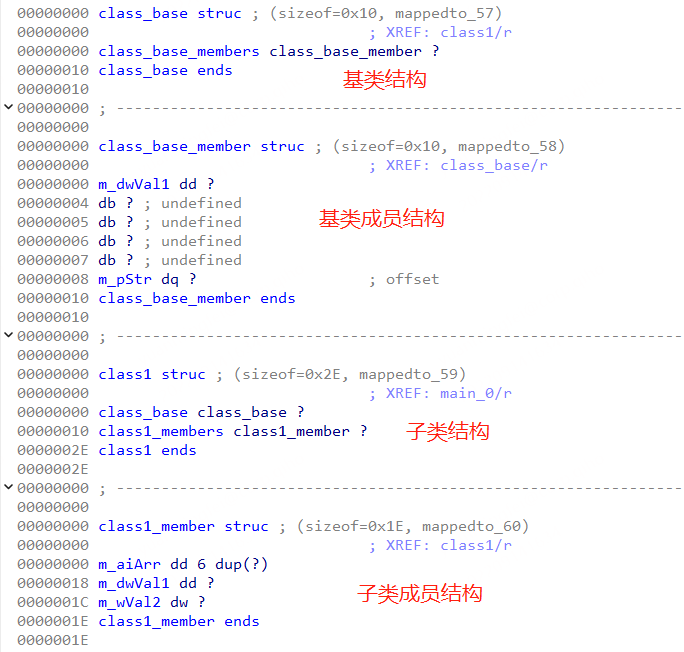 00000000 class_base struc ; (sizeof=0x10, mappedto_57)
00000000 ; XREF: class1/r
00000000 class_base_members class_base_member ?
00000010 class_base ends
00000010
基类结构
00000000 ; ---------------------------------------------------------------
00000000
00000000 class_base_member struc ; (sizeof=0x10, mappedto_58)
00000000 ; XREF: class_base/r
00000000 m_dwVal1 dd ?
00000004 db ? ; undefined
00000005 db ? ; undefined
基类成员结构
00000006 db ? ; undefined
00000007 db ? ; undefined
00000008 m_pStr dq ? ; offset
00000010 class_base_member ends
00000010
00000000 ; ---------------------------------------------------------------
00000000
00000000 class1 struc ; (sizeof=0x2E, mappedto_59)
00000000 ; XREF: main_0/r
00000000 class_base class_base ?
00000010 class1_members class1_member ?
子类结构
0000002E class1 ends
0000002E
00000000 ; ---------------------------------------------------------------
00000000
00000000 class1_member struc ; (sizeof=0x1E, mappedto_60)
00000000 ; XREF: class1/r
00000000 m_aiArr dd 6 dup(?)
00000018 m_dwVal1 dd ?
子类成员结构
0000001C m_wVal2 dw ?
0000001E class1_member ends
0000001E